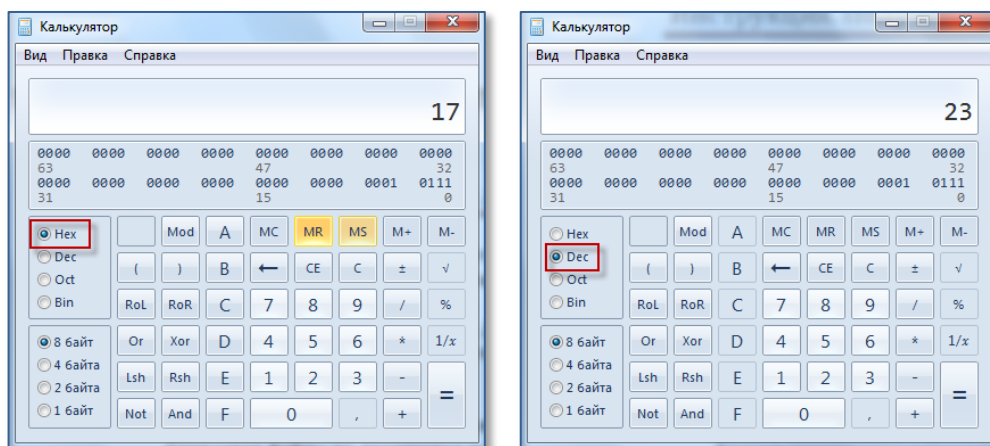 Калькулятор
Вид Правка Справка
17
0000 0000 0000 0000 0000 0000 0000 0000
63 47 32
0000 0000 0000 0000 0000 0000 0001 0111
31 15 0
Hex Mod A MC MR MS M+ M-
Dec
Oct
( ) B ← CE C ± √
Bin RoL RoR C 7 8 9 / %
8 байт Or Xor D 4 5 6 * 1/x
4 байта
2 байта
Lsh Rsh E 1 2 3 - =
1 байт Not And F 0 , +
Калькулятор
Вид Правка Справка
23
0000 0000 0000 0000 0000 0000 0000 0000
63 47 32
0000 0000 0000 0000 0000 0000 0001 0111
31 15 0
Hex Mod A MC MR MS M+ M-
Dec
Oct
( ) B ← CE C ± √
Bin RoL RoR C 7 8 9 / %
8 байт Or Xor D 4 5 6 * 1/x
4 байта
2 байта
Lsh Rsh E 1 2 3 - =
1 байт Not And F 0 , +